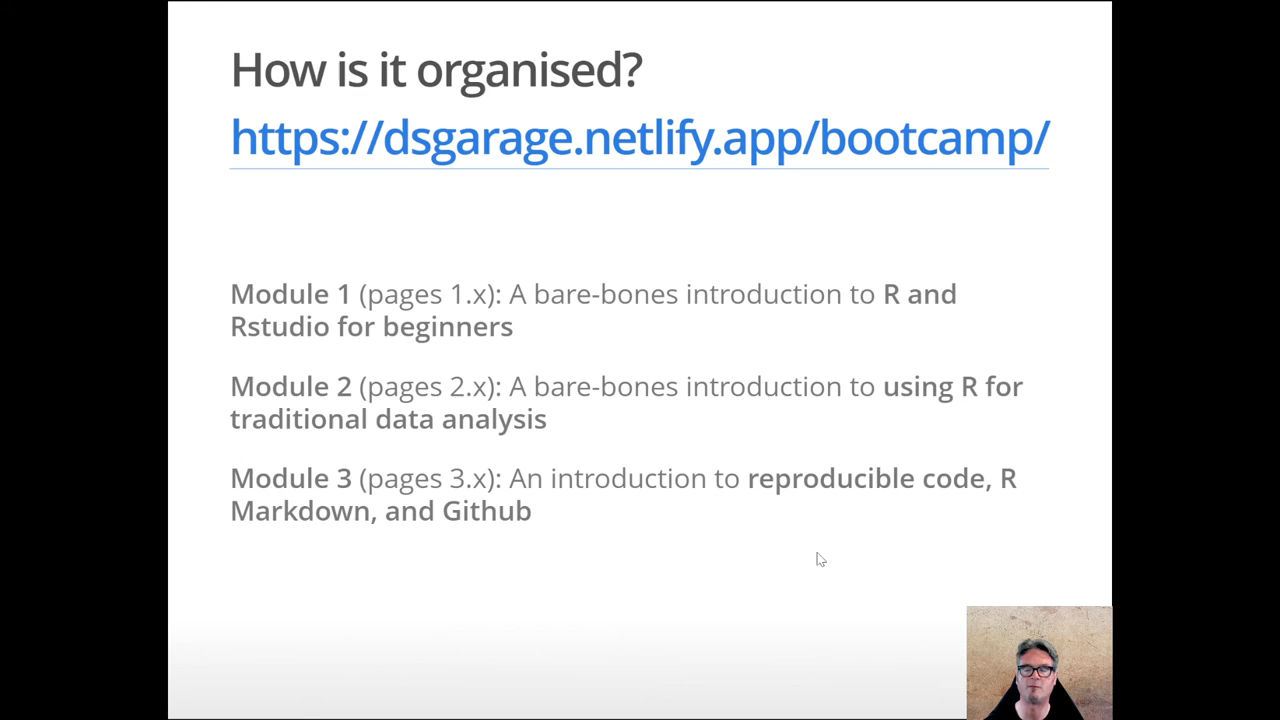 How is it organised?
https://dsgarage.netlify.app/bootcamp/
Module 1 (pages 1.x): A bare-bones introduction to R and
Rstudio for beginners
Module 2 (pages 2.x): A bare-bones introduction to using R for
traditional data analysis
Module 3 (pages 3.x): An introduction to reproducible code, R
Markdown, and Github